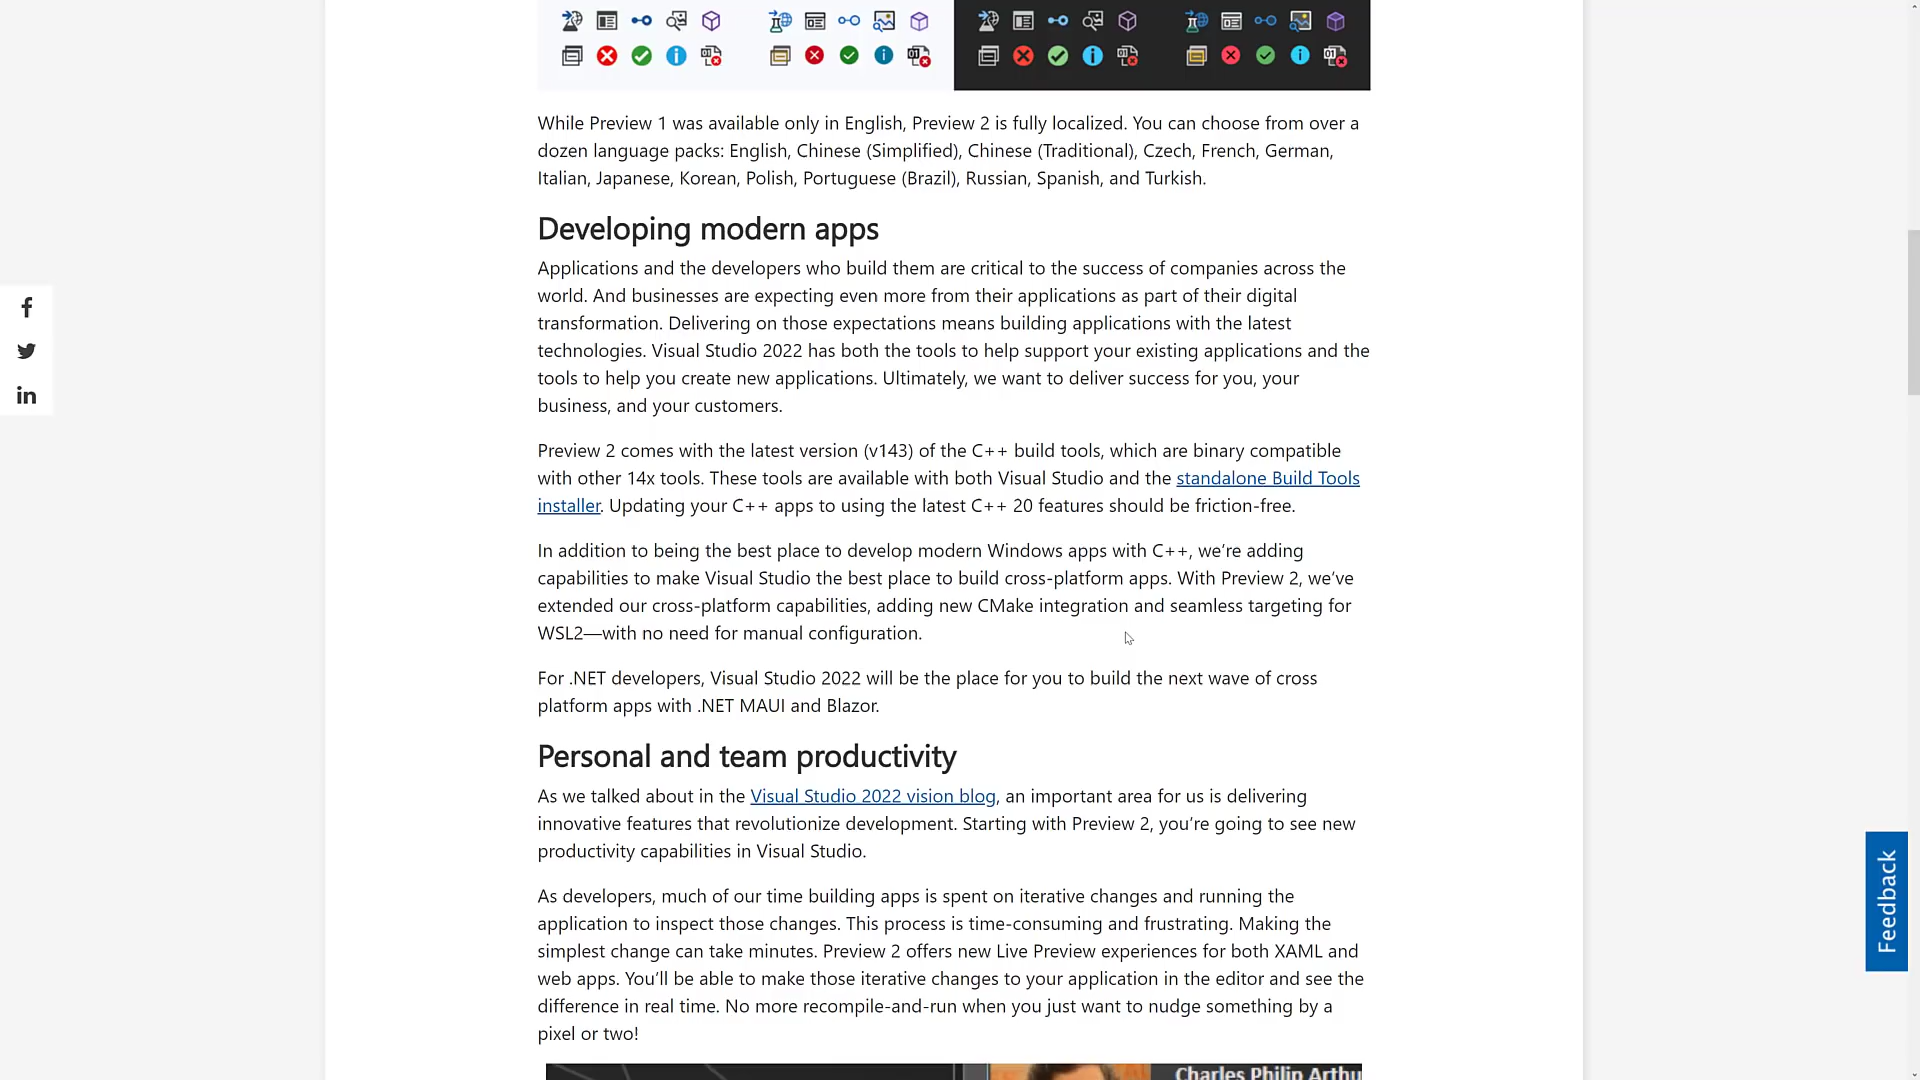 While Preview 1 was available only in English, Preview 2 is fully localized. You can choose from over a
dozen language packs: English, Chinese (Simplified), Chinese (Traditional), Czech, French, German,
Italian, Japanese, Korean, Polish, Portuguese (Brazil), Russian, Spanish, and Turkish.
Developing modern apps
Applications and the developers who build them are critical to the success of companies across the
world. And businesses are expecting even more from their applications as part of their digital
transformation. Delivering on those expectations means building applications with the latest
technologies. Visual Studio 2022 has both the tools to help support your existing applications and the
tools to help you create new applications. Ultimately, we want to deliver success for you, your
business, and your customers.
Preview 2 comes with the latest version (v143) of the C++ build tools, which are binary compatible
with other 14x tools. These tools are available with both Visual Studio and the standalone Build Tools
installer. Updating your C++ apps to using the latest C++ 20 features should be friction-free.
In addition to being the best place to develop modern Windows apps with C++, we're adding
capabilities to make Visual Studio the best place to build cross-platform apps. With Preview 2, we've
extended our cross-platform capabilities, adding new CMake integration and seamless targeting for
WSL2—with no need for manual configuration.
For .NET developers, Visual Studio 2022 will be the place for you to build the next wave of cross
platform apps with .NET MAUI and Blazor.
Personal and team productivity
As we talked about in the Visual Studio 2022 vision blog, an important area for us is delivering
innovative features that revolutionize development. Starting with Preview 2, you're going to see new
productivity capabilities in Visual Studio.
As developers, much of our time building apps is spent on iterative changes and running the
application to inspect those changes. This process is time-consuming and frustrating. Making the
simplest change can take minutes. Preview 2 offers new Live Preview experiences for both XAML and
web apps. You'll be able to make those iterative changes to your application in the editor and see the
difference in real time. No more recompile-and-run when you just want to nudge something by a
pixel or two!
Charles Philip Arthu
Feedback